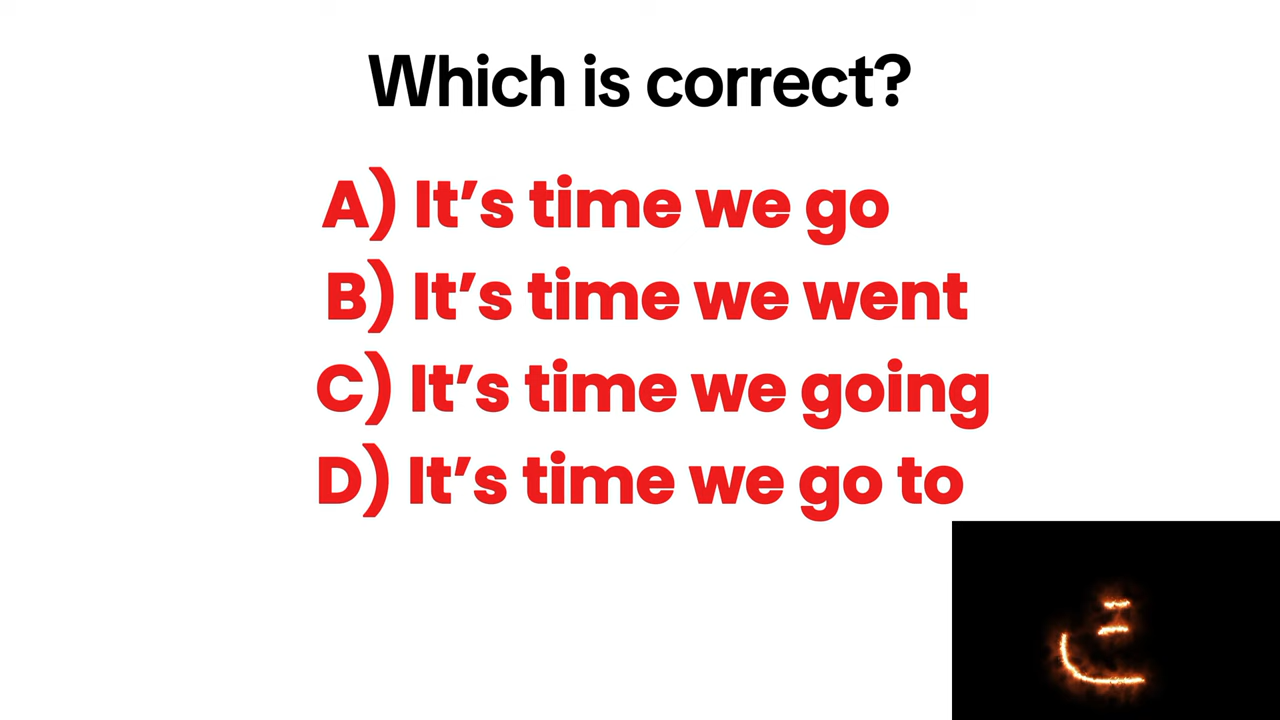 Which is correct?
A) It’s time we go
B) It’s time we went
C) It’s time we going
D) It’s time we go to